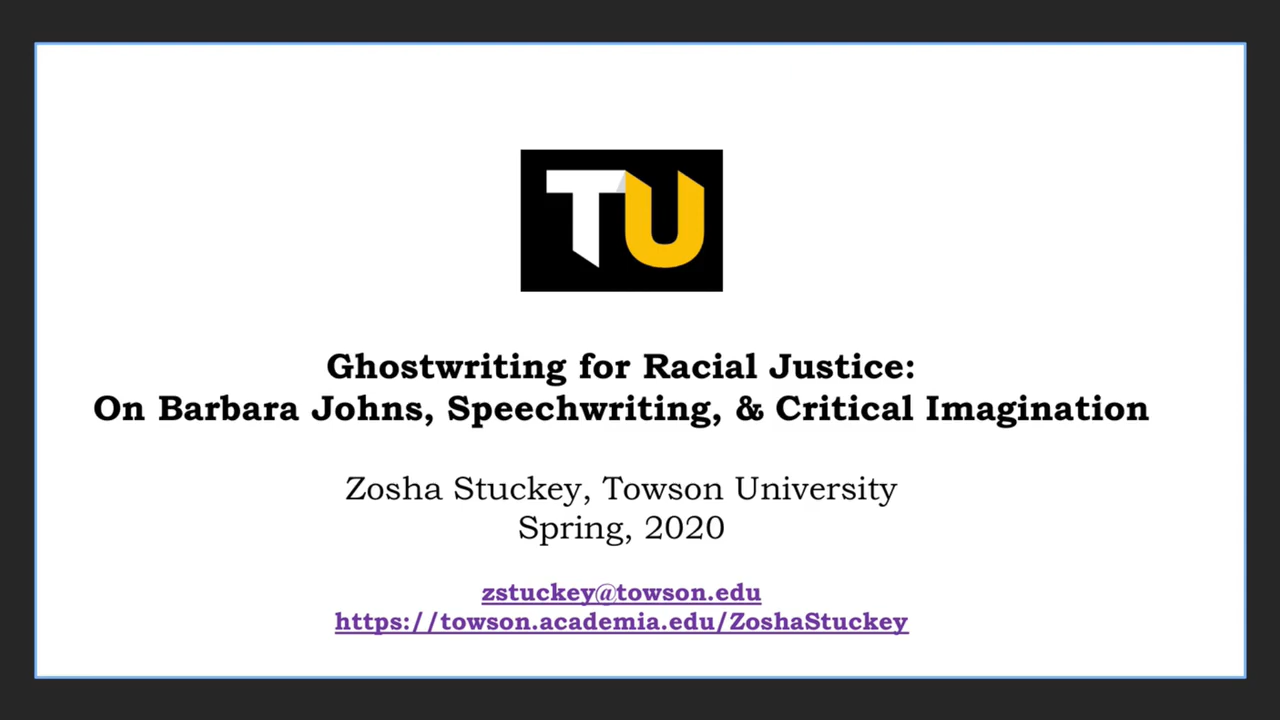 TU
Ghostwriting for Racial Justice:
On Barbara Johns, Speechwriting, & Critical Imagination
Zosha Stuckey, Towson University
Spring, 2020
zstuckey@towson.edu
https://towson.academia.edu/ZoshaStuckey